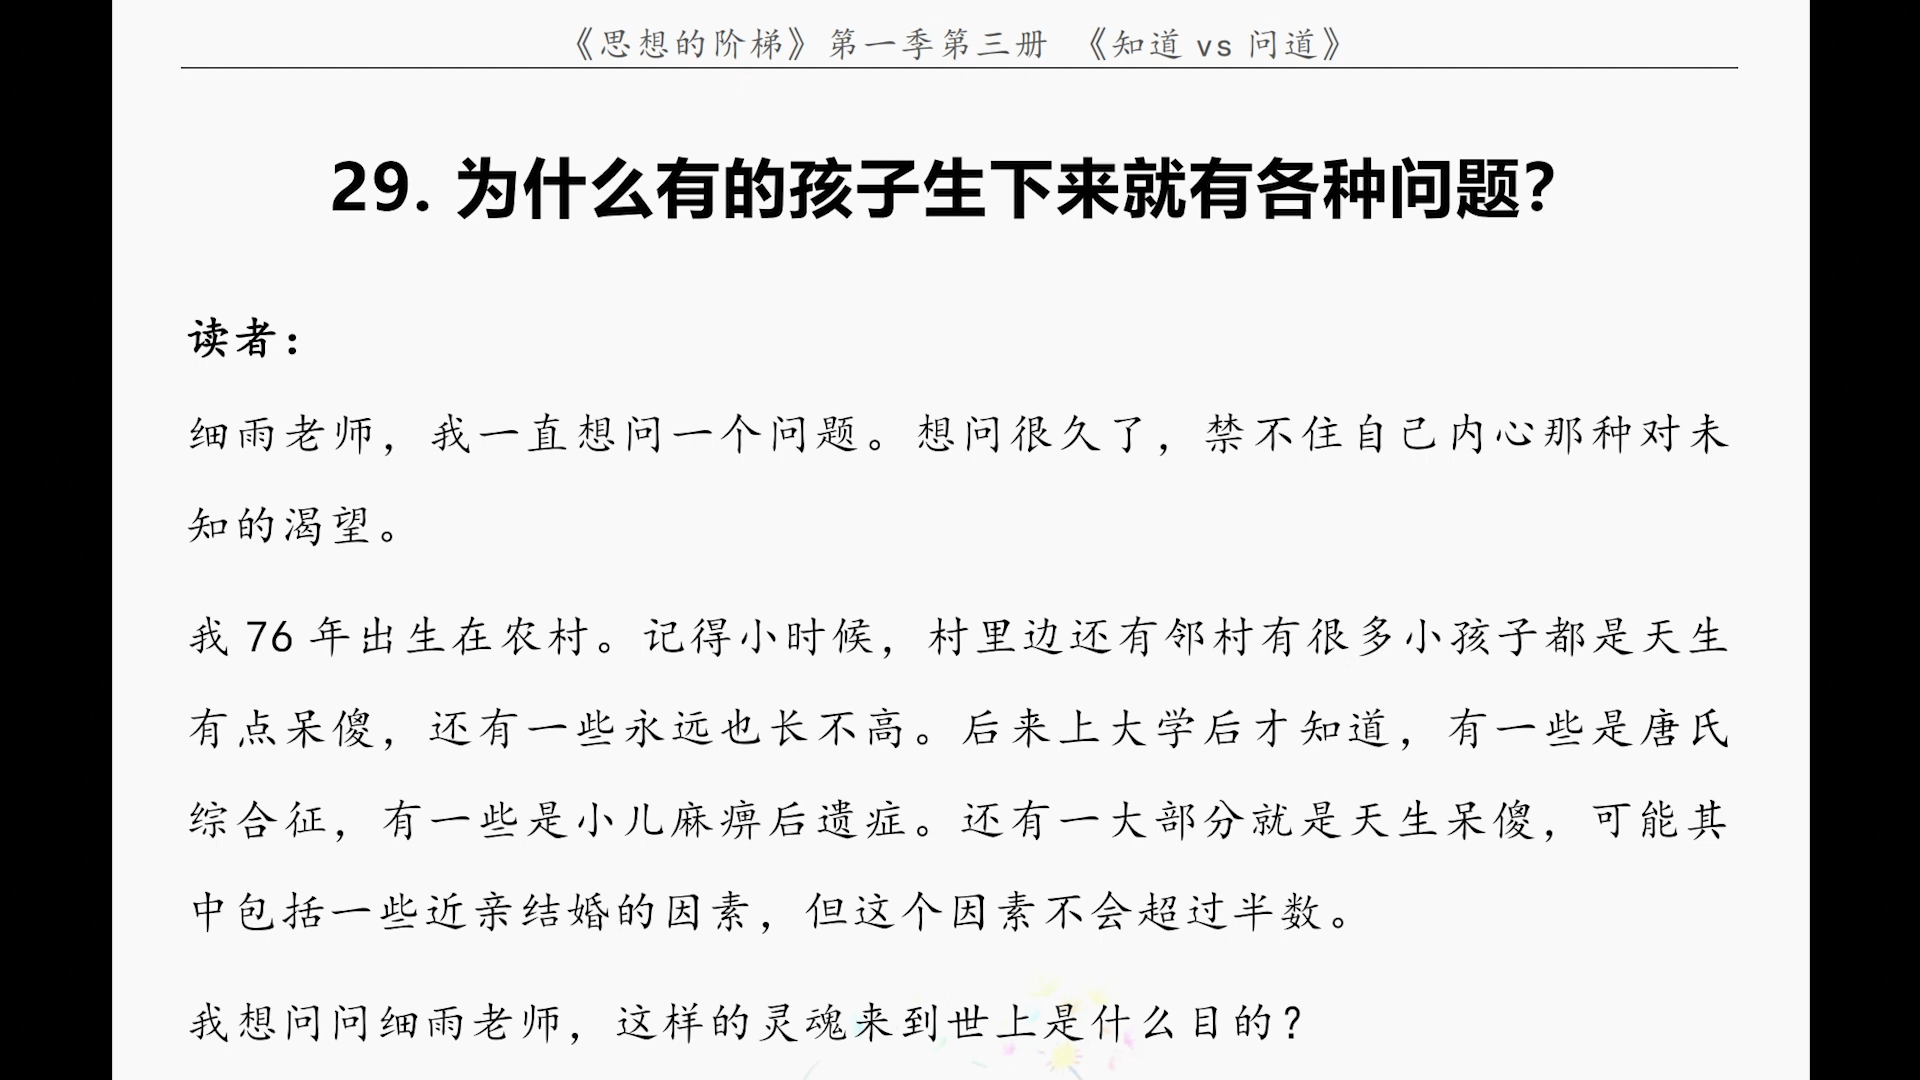 《思想的阶梯》第一季第三册 《知道 vs 问道》
29. 为什么有的孩子生下来就有各种问题？
读者：
细雨老师，我一直想问一个问题。想问很久了，禁不住自己内心那种对未
知的渴望。
我 76 年出生在农村。记得小时候，村里边还有邻村有很多小孩子都是天生
有点呆傻，还有一些永远也长不高。后来上大学后才知道，有一些是唐氏
综合征，有一些是小儿麻痹后遗症。还有一大部分就是天生呆傻，可能其
中包括一些近亲结婚的因素，但这个因素不会超过半数。
我想问问细雨老师，这样的灵魂来到世上是什么目的？